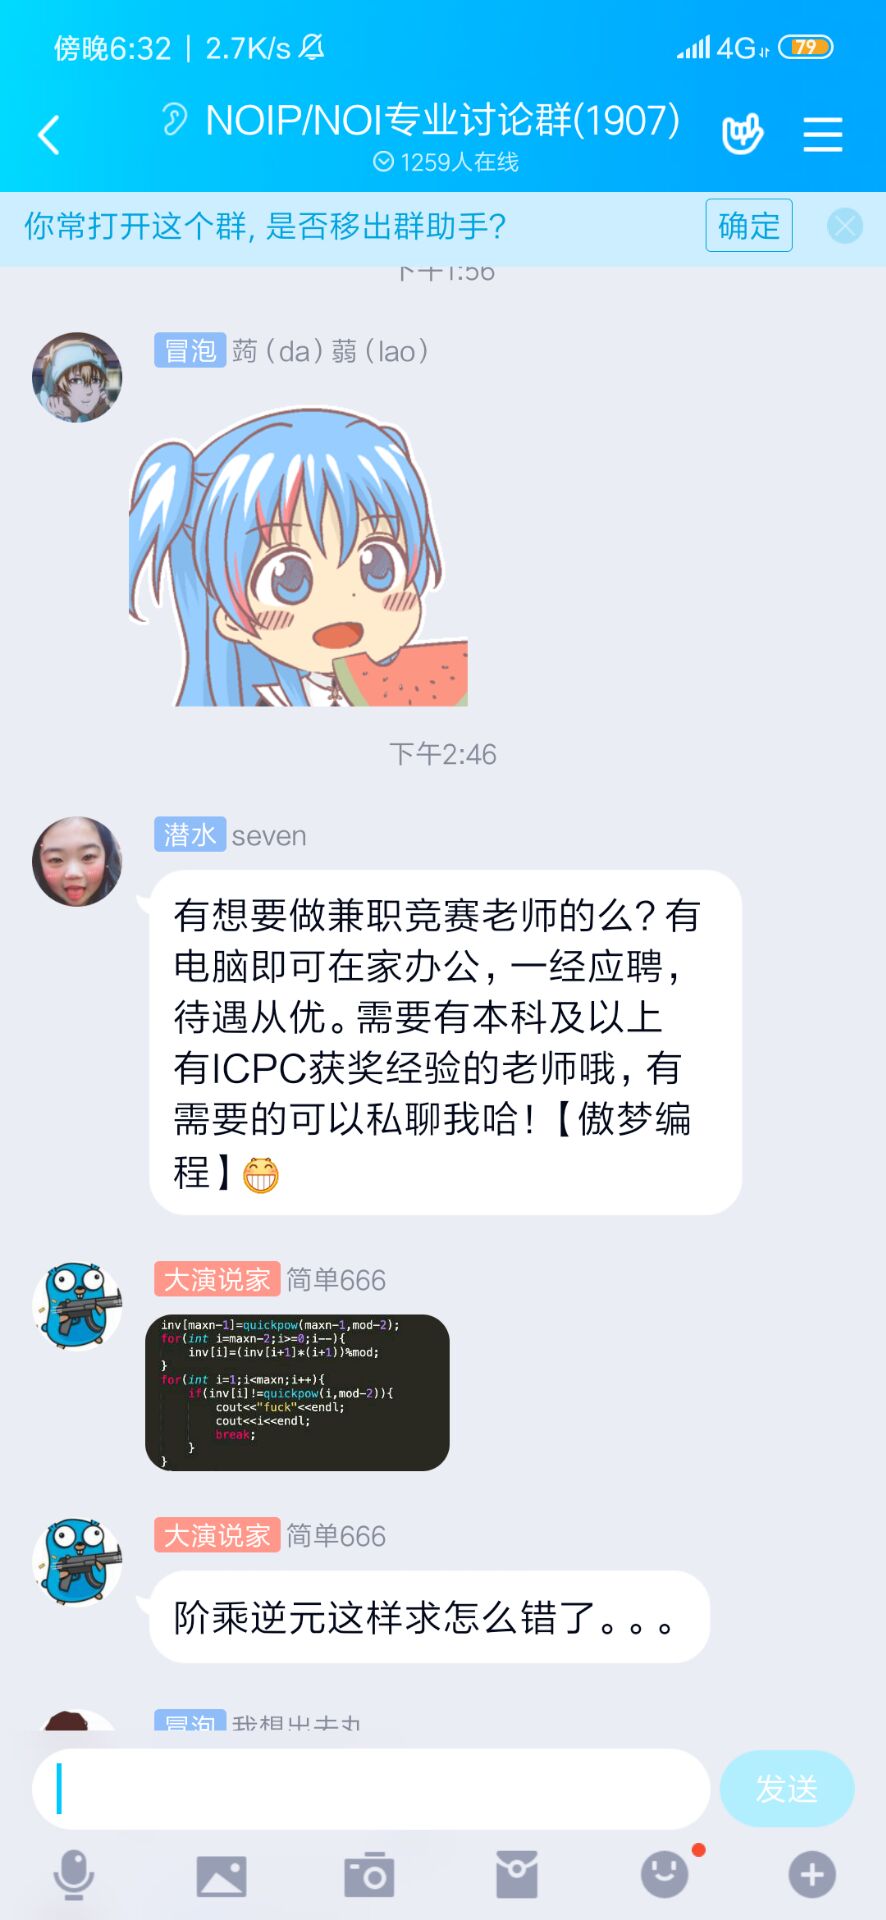 傍晚6:32 | 2.7K/s
4G 79
NOIP/NOI专业讨论群(1907)
1259人在线
你常打开这个群, 是否移出群助手?
确定
下午1:56
冒泡 蒟（da）蒻（lao）
下午2:46
潜水 seven
有想要做兼职竞赛老师的么? 有
电脑即可在家办公, 一经应聘,
待遇从优。需要有本科及以上
有ICPC获奖经验的老师哦, 有
需要的可以私聊我哈!【傲梦编
程】
大演说家 简单666
inv[maxn-1]=quickpow(maxn-1,mod-2);
for(int i=maxn-2;i>=0;i--){
inv[i]=(inv[i+1]*(i+1))%mod;
}
for(int i=1;i<maxn;i++){
if(inv[i]!=quickpow(i,mod-2)){
cout<<"fuck"<<endl;
cout<<i<<endl;
break;
}
}
大演说家 简单666
阶乘逆元这样求怎么错了。。。
冒泡 我想出去丸
发送